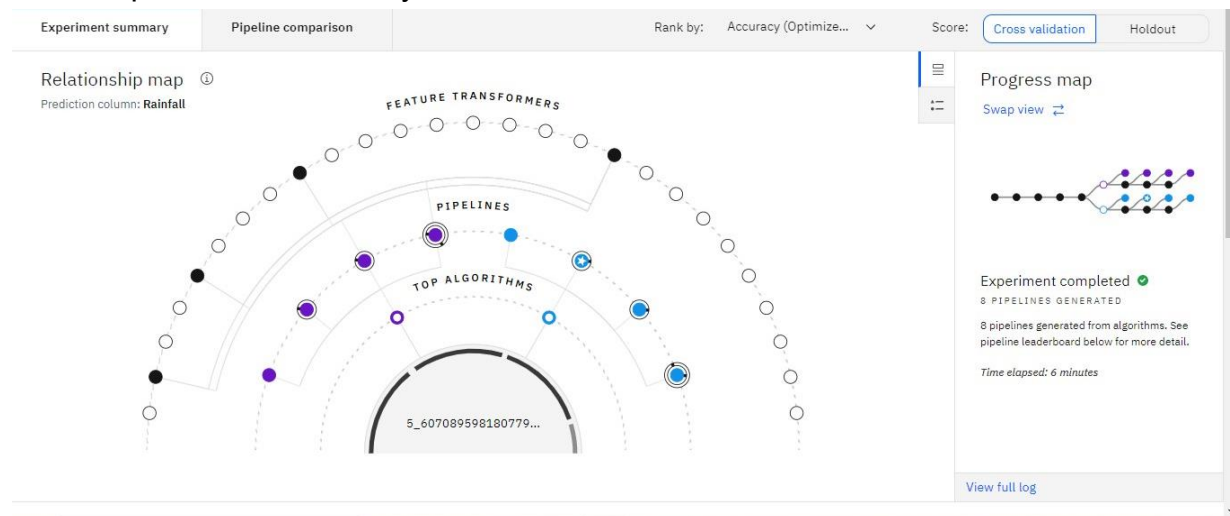 Experiment summary
Pipeline comparison
Rank by: Accuracy (Optimize...
Score: Cross validation Holdout
Relationship map
Prediction column: Rainfall
FEATURE TRANSFORMERS
PIPELINES
TOP ALGORITHMS
5_607089598180779...
Progress map
Swap view
Experiment completed
8 PIPELINES GENERATED
8 pipelines generated from algorithms. See
pipeline leaderboard below for more detail.
Time elapsed: 6 minutes
View full log